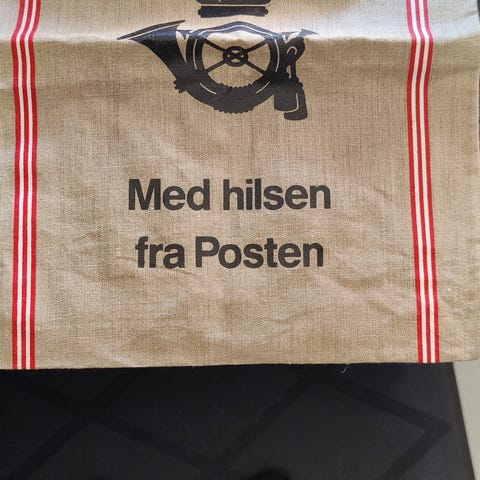 Med hilsen
fra Posten